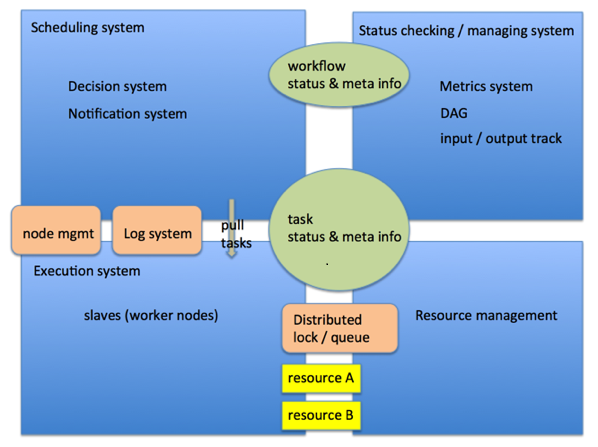 Scheduling system
Status checking / managing system
workflow
status & meta info
Decision system
Notification system
Metrics system
DAG
input / output track
node mgmt
Log system
pull
tasks
task
status & meta info
.
Execution system
slaves (worker nodes)
Distributed
lock / queue
Resource management
resource A
resource B